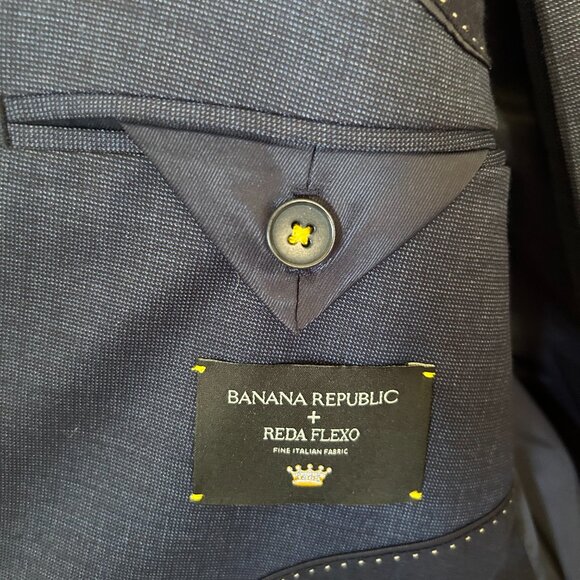 BANANA REPUBLIC
+
REDA FLEXO
FINE ITALIAN FABRIC